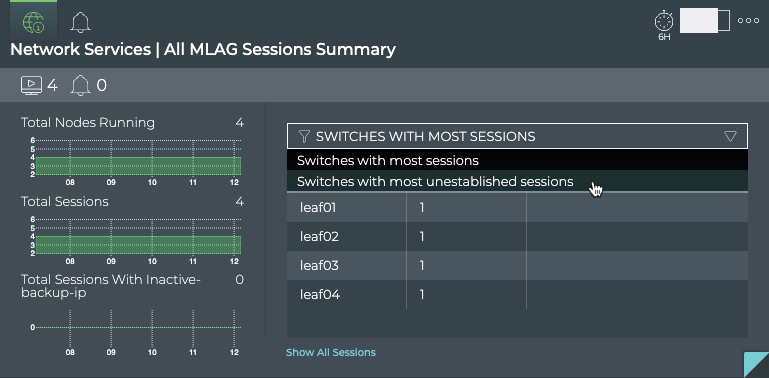 1
6H
Network Services | All MLAG Sessions Summary
4 0
Total Nodes Running 4
6
5
4
3
2
08 09 10 11 12
Total Sessions 4
6
5
4
3
2
08 09 10 11 12
Total Sessions With Inactive-
backup-ip 0
0
08 09 10 11 12
SWITCHES WITH MOST SESSIONS
Switches with most sessions
Switches with most unestablished sessions
leaf01 1
leaf02 1
leaf03 1
leaf04 1
Show All Sessions